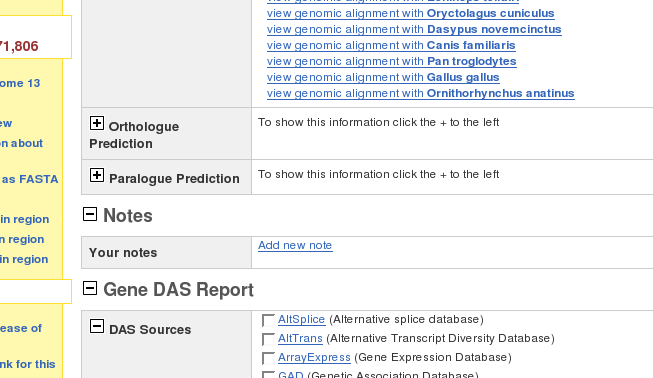 view genomic alignment with Oryctolagus cuniculus
view genomic alignment with Dasypus novemcinctus
view genomic alignment with Canis familiaris
view genomic alignment with Pan troglodytes
view genomic alignment with Gallus gallus
view genomic alignment with Ornithorhynchus anatinus
71,806
ome 13
ew
n about
as FASTA
in region
n region
in region
ease of
nk for this
Orthologue
Prediction
To show this information click the + to the left
Paralogue Prediction
To show this information click the + to the left
Notes
Your notes
Add new note
Gene DAS Report
DAS Sources
AltSplice (Alternative splice database)
AltTrans (Alternative Transcript Diversity Database)
ArrayExpress (Gene Expression Database)
GAD (Genetic Association Database)